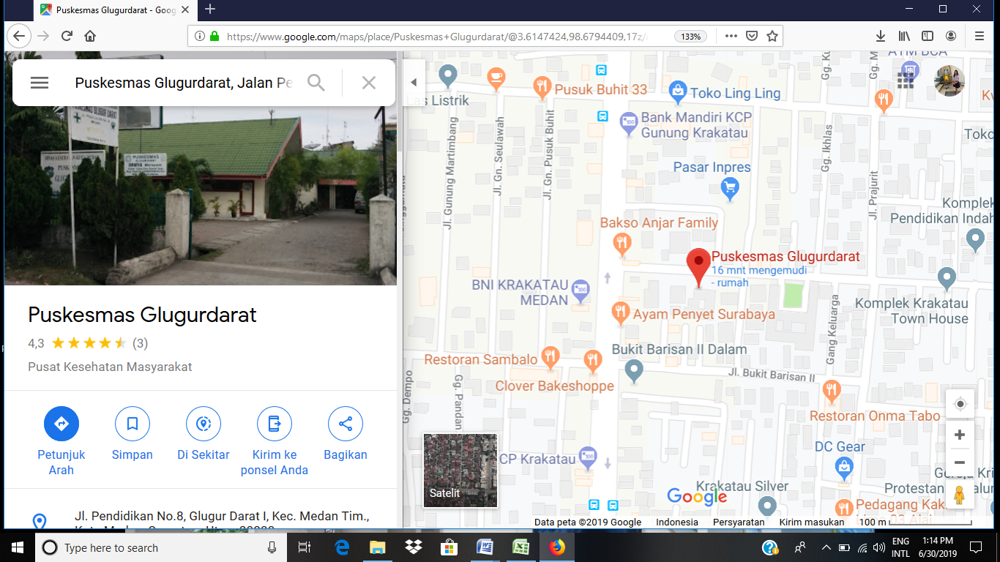 Puskesmas Glugurdarat - Goog
https://www.google.com/maps/place/Puskesmas+Glugurdarat/@3.6147424,98.6794409,17z/
133%
Puskesmas Glugurdarat, Jalan Pe
PUSKESMAS
Puskesmas Glugurdarat
4,3 (3)
Pusat Kesehatan Masyarakat
Petunjuk Arah
Simpan
Di Sekitar
Kirim ke ponsel Anda
Bagikan
Jl. Pendidikan No.8, Glugur Darat I, Kec. Medan Tim.,
Las Listrik
Pusuk Buhit 33
Toko Ling Ling
ATM BCA
Bank Mandiri KCP
Gunung Krakatau
Pasar Inpres
Toko
Gg. Ikhlas
Jl. Prajurit
Jl. Gunung Martimbang
Jl. Gn. Seulawah
Jl. Gn. Pusuk Buhit
Komplek
Pendidikan Indah
Bakso Anjar Family
Puskesmas Glugurdarat
16 mnt mengemudi
- rumah
BNI KRAKATAU
MEDAN
Komplek Krakatau
Town House
Ayam Penyet Surabaya
Gang Keluarga
Bukit Barisan II Dalam
Restoran Sambalo
Clover Bakeshoppe
Jl. Bukit Barisan II
Gg. Dempo
Gg. Pandan
Restoran Onma Tabo
DC Gear
CP Krakatau
Krakatau Silver
Gereja Kri
Protestan
Pedagang Kak
Satelit
Google
Data peta ©2019 Google
Indonesia
Persyaratan
Kirim masukan
100 m
Type here to search
ENG
INTL
1:14 PM
6/30/2019